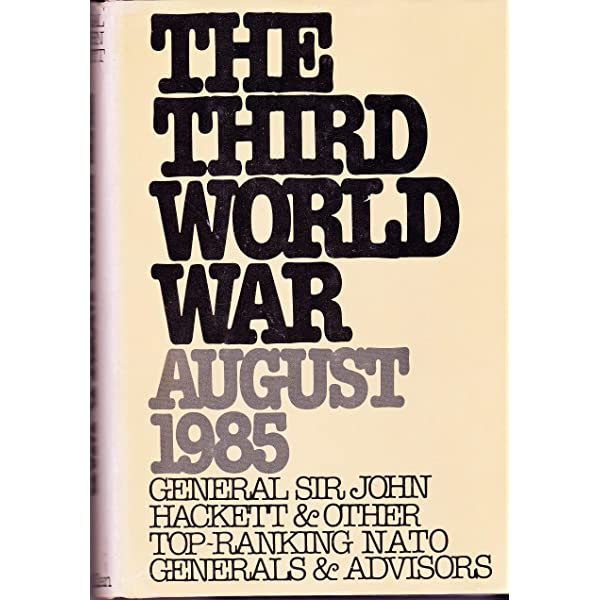 THE
THIRD
WORLD
WAR
AUGUST
1985
GENERAL SIR JOHN
HACKETT & OTHER
TOP-RANKING NATO
GENERALS & ADVISORS